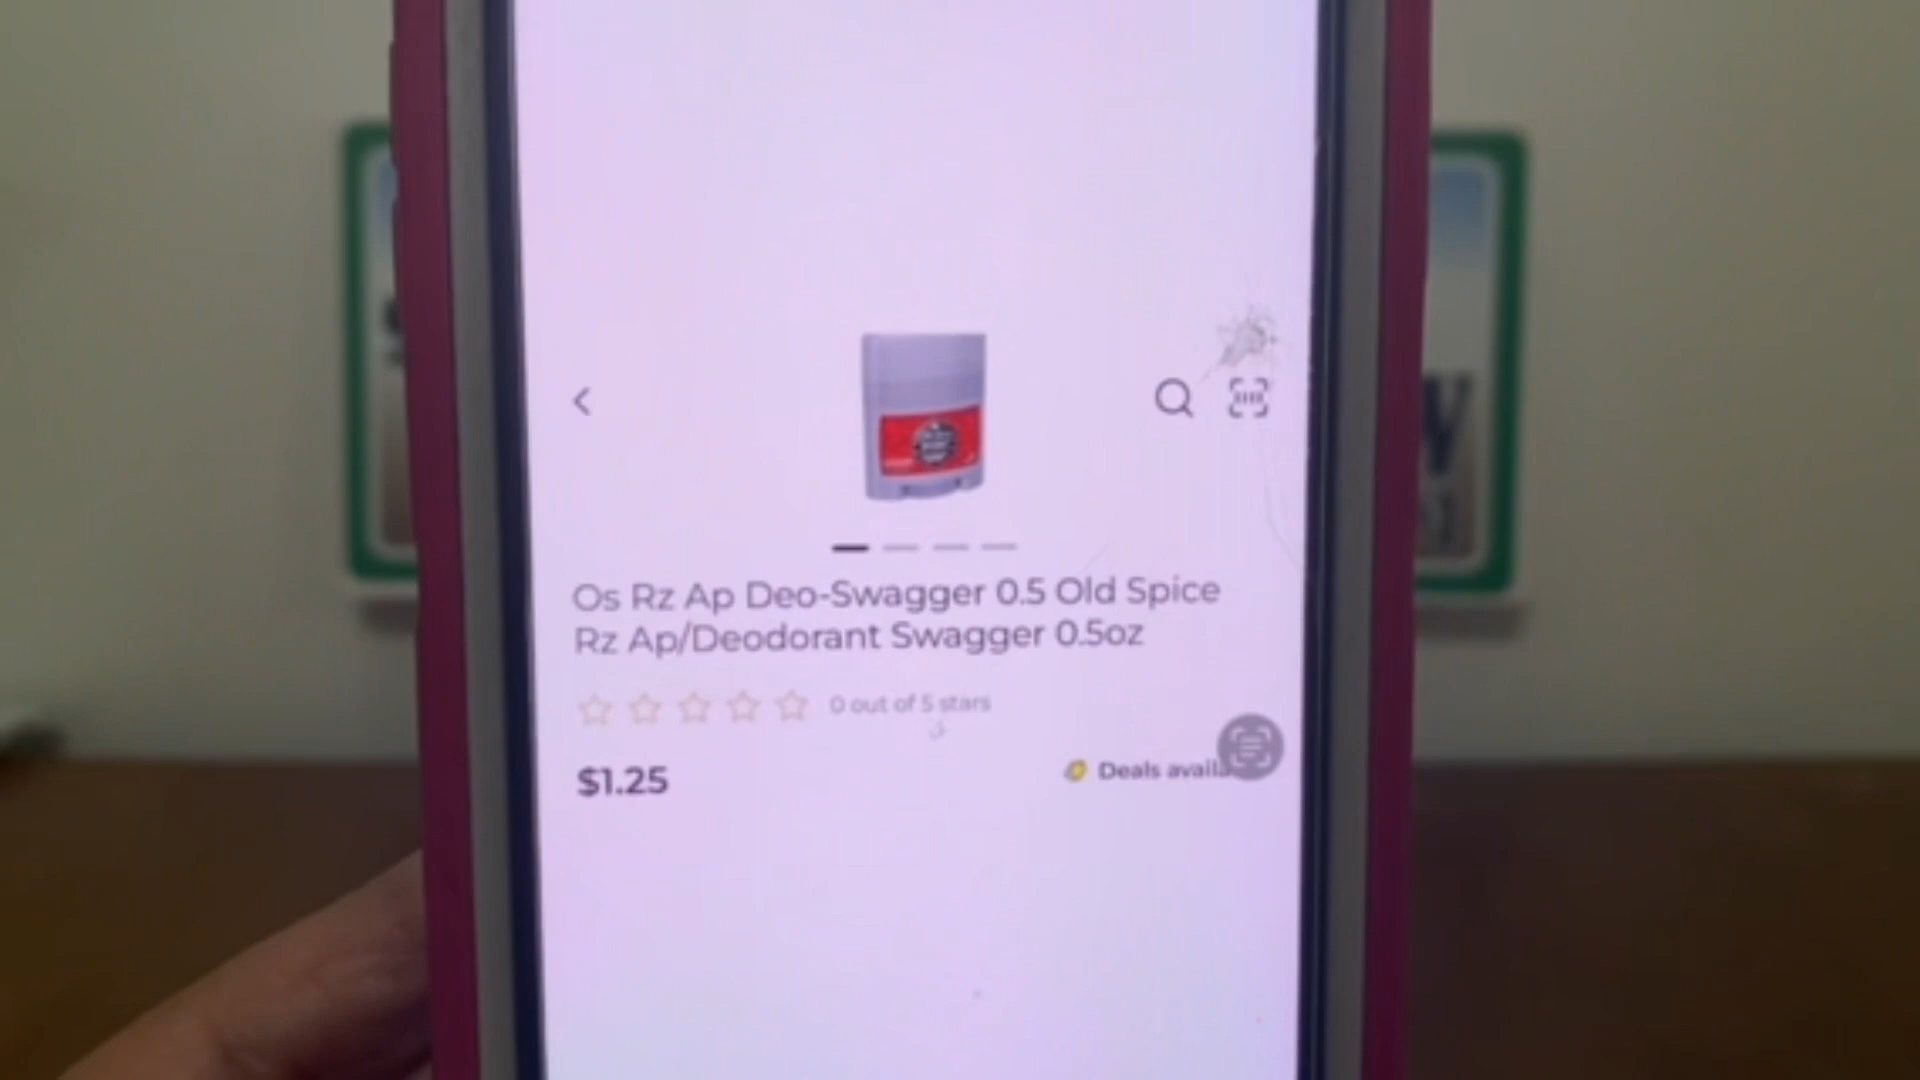 Os Rz Ap Deo-Swagger 0.5 Old Spice
Rz Ap/Deodorant Swagger 0.5oz
0 out of 5 stars
$1.25
Deals